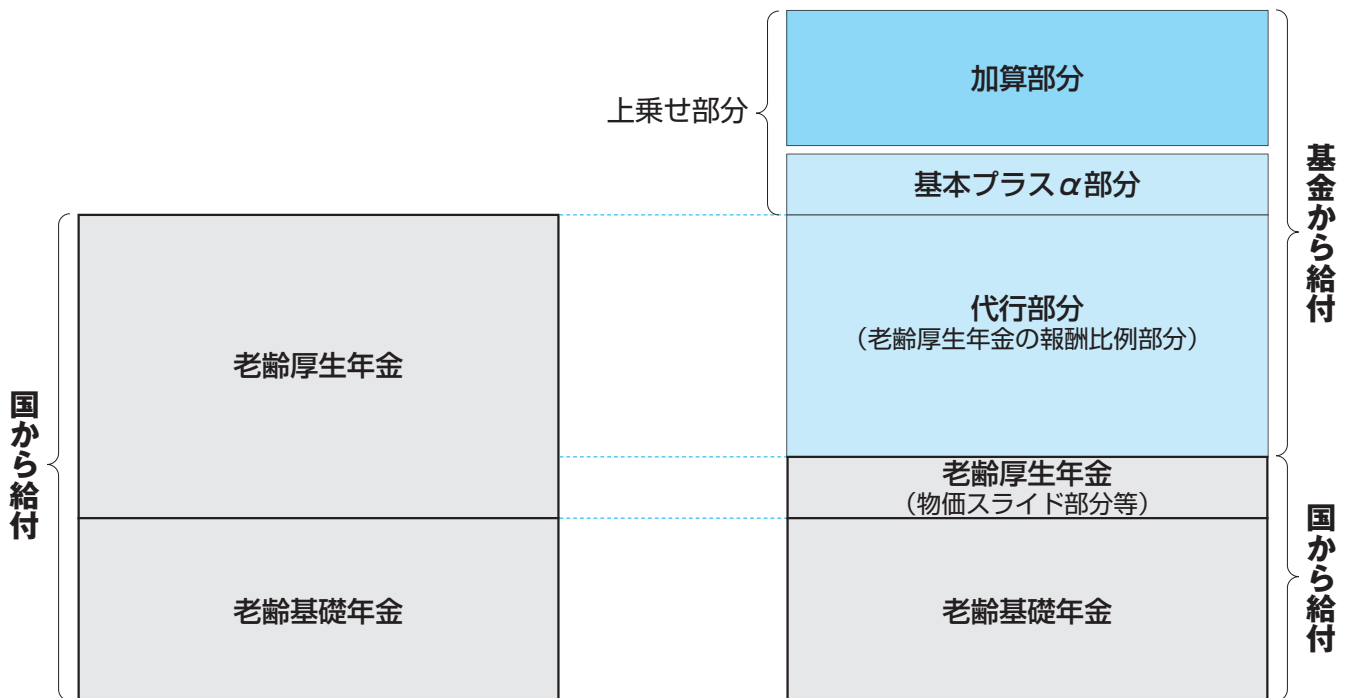 加算部分
上乗せ部分
基本プラスα部分
基金から給付
代行部分
（老齢厚生年金の報酬比例部分）
老齢厚生年金
国から給付
老齢厚生年金
（物価スライド部分等）
国から給付
老齢基礎年金
老齢基礎年金